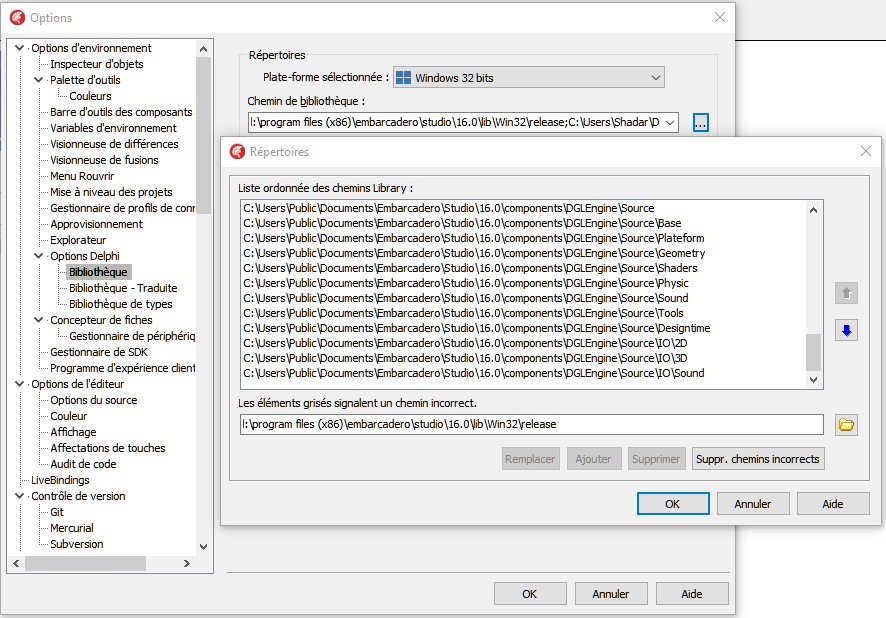 Options
Options d'environnement
Inspecteur d'objets
Palette d'outils
Couleurs
Barre d'outils des composants
Variables d'environnement
Visionneuse de différences
Visionneuse de fusions
Menu Rouvrir
Mise à niveau des projets
Gestionnaire de profils de conr
Approvisionnement
Explorateur
Options Delphi
Bibliothèque
Bibliothèque - Traduite
Bibliothèque de types
Concepteur de fiches
Gestionnaire de périphériq
Gestionnaire de SDK
Programme d'expérience client
Options de l'éditeur
Options du source
Couleur
Affichage
Affectations de touches
Audit de code
LiveBindings
Contrôle de version
Git
Mercurial
Subversion
Répertoires
Plate-forme sélectionnée :
Windows 32 bits
Chemin de bibliothèque :
l:\program files (x86)\embarcadero\studio\16.0\lib\Win32\release;C:\Users\Shadar\D
...
Répertoires
Liste ordonnée des chemins Library :
C:\Users\Public\Documents\Embarcadero\Studio\16.0\components\DGLEngine\Source
C:\Users\Public\Documents\Embarcadero\Studio\16.0\components\DGLEngine\Source\Base
C:\Users\Public\Documents\Embarcadero\Studio\16.0\components\DGLEngine\Source\Plateform
C:\Users\Public\Documents\Embarcadero\Studio\16.0\components\DGLEngine\Source\Geometry
C:\Users\Public\Documents\Embarcadero\Studio\16.0\components\DGLEngine\Source\Shaders
C:\Users\Public\Documents\Embarcadero\Studio\16.0\components\DGLEngine\Source\Physic
C:\Users\Public\Documents\Embarcadero\Studio\16.0\components\DGLEngine\Source\Sound
C:\Users\Public\Documents\Embarcadero\Studio\16.0\components\DGLEngine\Source\Tools
C:\Users\Public\Documents\Embarcadero\Studio\16.0\components\DGLEngine\Source\Designtime
C:\Users\Public\Documents\Embarcadero\Studio\16.0\components\DGLEngine\Source\IO\2D
C:\Users\Public\Documents\Embarcadero\Studio\16.0\components\DGLEngine\Source\IO\3D
C:\Users\Public\Documents\Embarcadero\Studio\16.0\components\DGLEngine\Source\IO\Sound
Les éléments grisés signalent un chemin incorrect.
l:\program files (x86)\embarcadero\studio\16.0\lib\Win32\release
Remplacer
Ajouter
Supprimer
Suppr. chemins incorrects
OK
Annuler
Aide
OK
Annuler
Aide